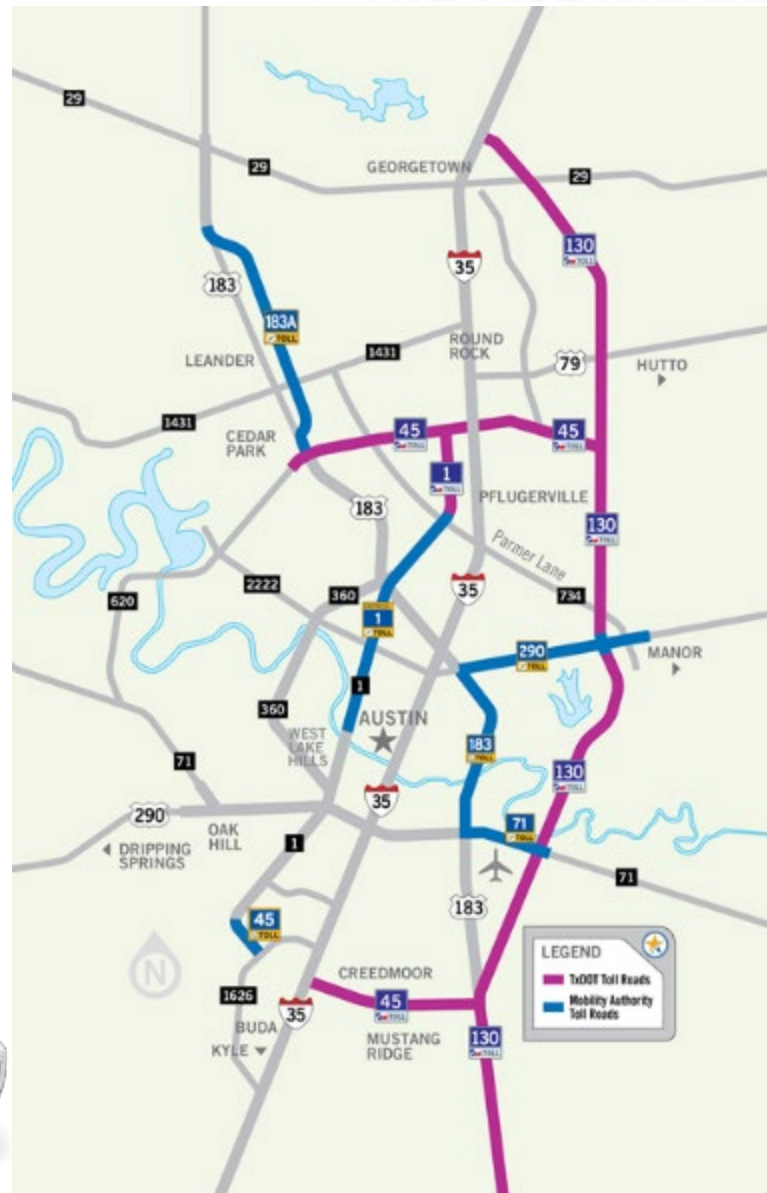 29
GEORGETOWN
29
29
130
TOLL
35
183
183A
TOLL
ROUND
ROCK
1431
LEANDER
79
HUTTO
1431
CEDAR
PARK
45
TOLL
45
TOLL
1
TOLL
PFLUGERVILLE
183
130
TOLL
Parmer Lane
2222
360
35
734
620
1
TOLL
290
TOLL
MANOR
1
360
AUSTIN
WEST
LAKE
HILLS
183
TOLL
71
130
TOLL
35
290
OAK
HILL
71
TOLL
DRIPPING
SPRINGS
1
71
183
45
TOLL
N
LEGEND
TxDOT Toll Roads
Mobility Authority
Toll Roads
CREEDMOOR
1626
35
45
TOLL
BUDA
KYLE
MUSTANG
RIDGE
130
TOLL